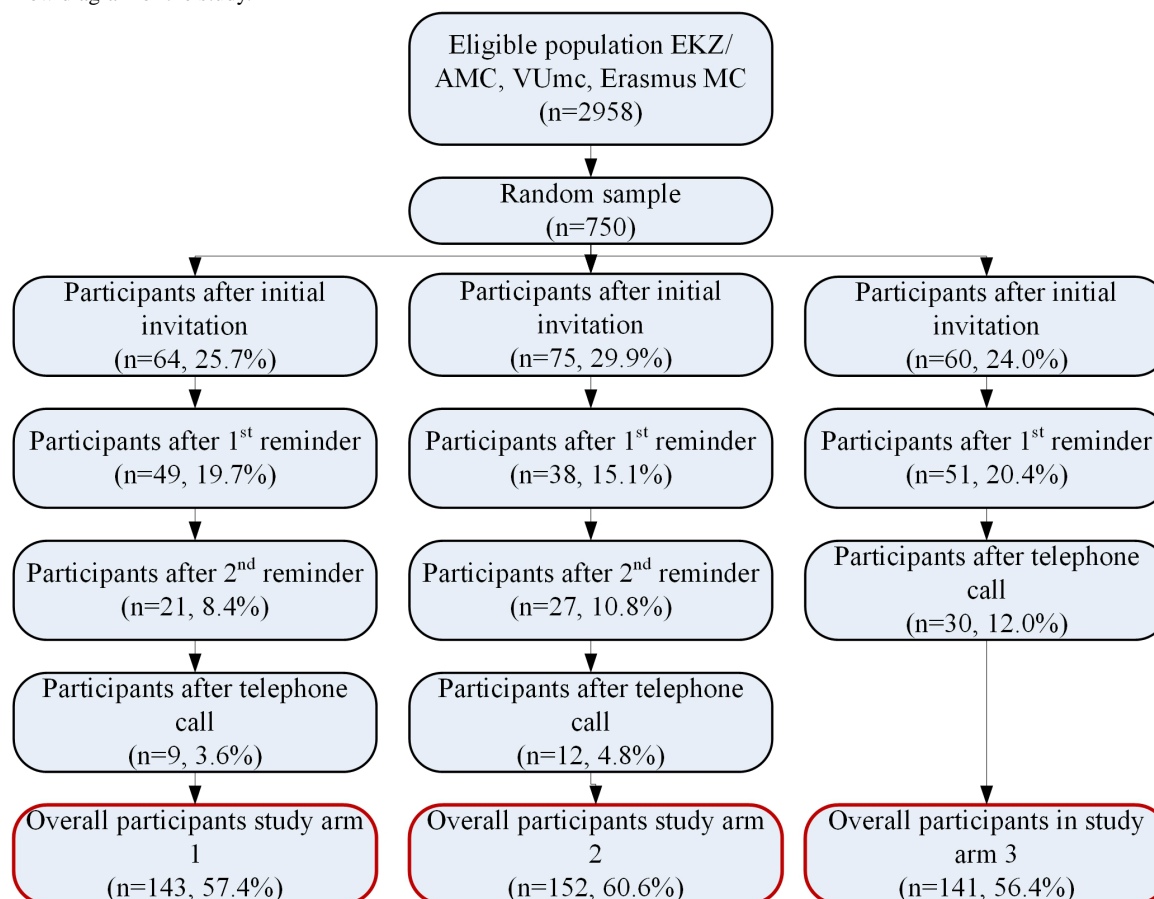 Eligible population EKZ/
AMC, VUmc, Erasmus MC
(n=2958)
Random sample
(n=750)
Participants after initial
invitation
(n=64, 25.7%)
Participants after initial
invitation
(n=75, 29.9%)
Participants after initial
invitation
(n=60, 24.0%)
Participants after 1st reminder
(n=49, 19.7%)
Participants after 1st reminder
(n=38, 15.1%)
Participants after 1st reminder
(n=51, 20.4%)
Participants after 2nd reminder
(n=21, 8.4%)
Participants after 2nd reminder
(n=27, 10.8%)
Participants after telephone
call
(n=30, 12.0%)
Participants after telephone
call
(n=9, 3.6%)
Participants after telephone
call
(n=12, 4.8%)
Overall participants study arm
1
(n=143, 57.4%)
Overall participants study arm
2
(n=152, 60.6%)
Overall participants in study
arm 3
(n=141, 56.4%)